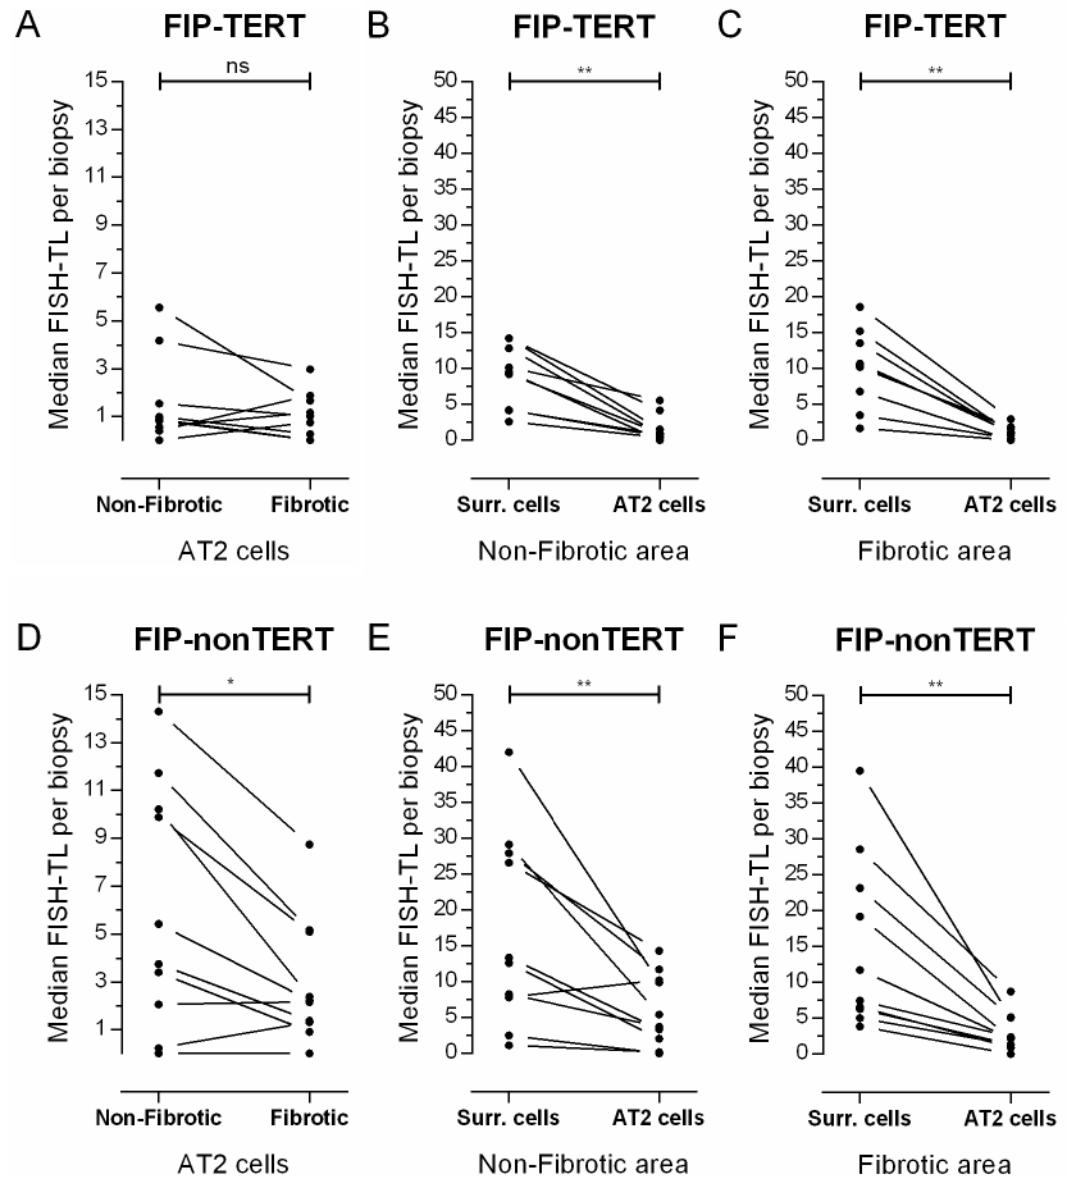 A FIP-TERT
ns
Median FISH-TL per biopsy
15
13
11
9
7
5
3
1
Non-Fibrotic Fibrotic
AT2 cells
B FIP-TERT
**
Median FISH-TL per biopsy
50
45
40
35
30
25
20
15
10
5
0
Surr. cells AT2 cells
Non-Fibrotic area
C FIP-TERT
**
Median FISH-TL per biopsy
50
45
40
35
30
25
20
15
10
5
0
Surr. cells AT2 cells
Fibrotic area
D FIP-nonTERT
*
Median FISH-TL per biopsy
15
13
11
9
7
5
3
1
Non-Fibrotic Fibrotic
AT2 cells
E FIP-nonTERT
**
Median FISH-TL per biopsy
50
45
40
35
30
25
20
15
10
5
0
Surr. cells AT2 cells
Non-Fibrotic area
F FIP-nonTERT
**
Median FISH-TL per biopsy
50
45
40
35
30
25
20
15
10
5
0
Surr. cells AT2 cells
Fibrotic area